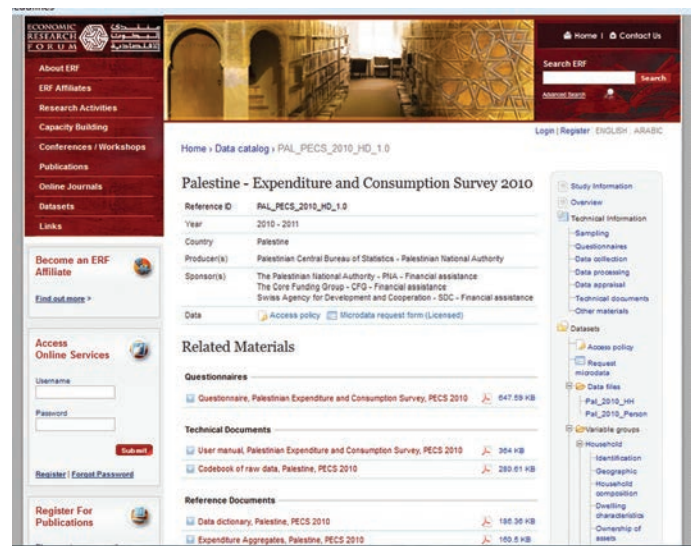 ECONOMIC
RESEARCH
FORUM
منتدى
البحوث
الاقتصادية
Home | Contact Us
Search ERF
Search
Advanced Search
About ERF
ERF Affiliates
Research Activities
Capacity Building
Conferences / Workshops
Publications
Online Journals
Datasets
Links
Login | Register ENGLISH ARABIC
Home › Data catalog › PAL_PECS_2010_HD_1.0
Palestine - Expenditure and Consumption Survey 2010
Reference ID PAL_PECS_2010_HD_1.0
Year 2010 - 2011
Country Palestine
Producer(s) Palestinian Central Bureau of Statistics - Palestinian National Authority
Sponsor(s) The Palestinian National Authority - PNA - Financial assistance
The Core Funding Group - CFG - Financial assistance
Swiss Agency for Development and Cooperation - SDC - Financial assistance
Data Access policy Microdata request form (Licensed)
Related Materials
Questionnaires
Questionnaire, Palestinian Expenditure and Consumption Survey, PECS 2010 647.59 KB
Technical Documents
User manual, Palestinian Expenditure and Consumption Survey, PECS 2010 364 KB
Codebook of raw data, Palestine, PECS 2010 280.61 KB
Reference Documents
Data dictionary, Palestine, PECS 2010 186.36 KB
Expenditure Aggregates, Palestine, PECS 2010 160.5 KB
Become an ERF
Affiliate
Find out more >
Access
Online Services
Username
Password
Submit
Register | Forgot Password
Register For
Publications
Study Information
Overview
Technical Information
Sampling
Questionnaires
Data collection
Data processing
Data appraisal
Technical documents
Other materials
Datasets
Access policy
Request
microdata
Data files
Pal_2010_HH
Pal_2010_Person
Variable groups
Household
Identification
Geographic
Household
composition
Dwelling
characteristics
Ownership of
assets